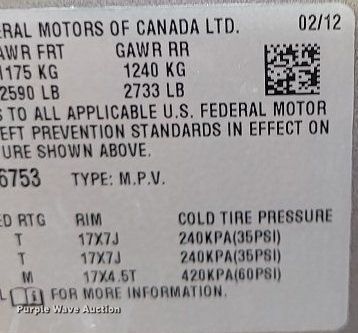 ERAL MOTORS OF CANADA LTD. 02/12
AWR FRT GAWR RR
1175 KG 1240 KG
2590 LB 2733 LB
S TO ALL APPLICABLE U.S. FEDERAL MOTOR
EFT PREVENTION STANDARDS IN EFFECT ON
URE SHOWN ABOVE.
6753 TYPE: M.P.V.
ED RTG RIM COLD TIRE PRESSURE
T 17X7J 240KPA(35PSI)
T 17X7J 240KPA(35PSI)
M 17X4.5T 420KPA(60PSI)
L FOR MORE INFORMATION.
Purple Wave Auction